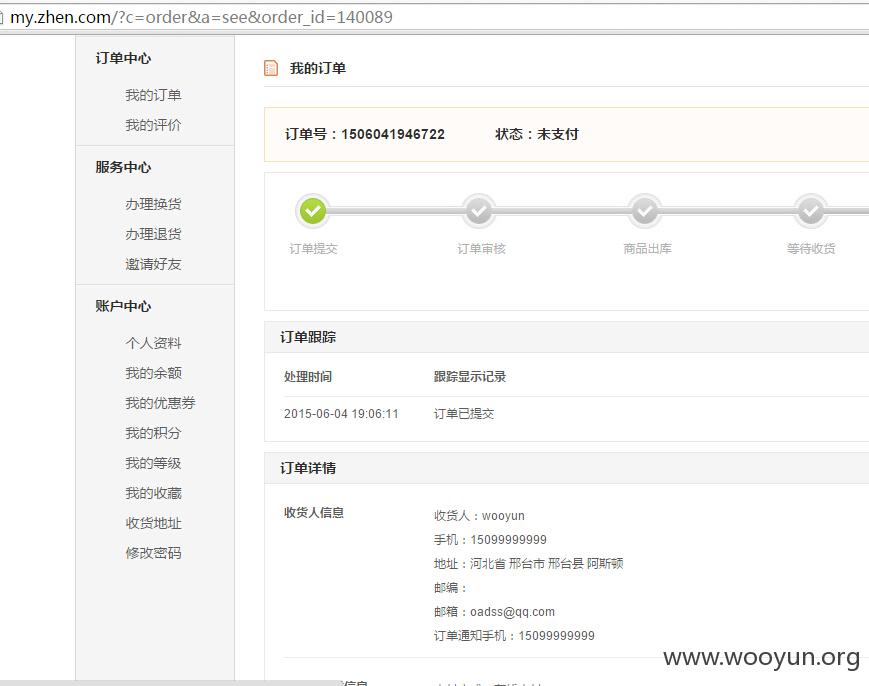 my.zhen.com/?c=order&a=see&order_id=140089
订单中心
我的订单
我的评价
服务中心
办理换货
办理退货
邀请好友
账户中心
个人资料
我的余额
我的优惠券
我的积分
我的等级
我的收藏
收货地址
修改密码
我的订单
订单号：1506041946722 状态：未支付
订单提交 订单审核 商品出库 等待收货
订单跟踪
处理时间 跟踪显示记录
2015-06-04 19:06:11 订单已提交
订单详情
收货人信息
收货人：wooyun
手机：15099999999
地址：河北省 邢台市 邢台县 阿斯顿
邮编：
邮箱：oadss@qq.com
订单通知手机：15099999999
www.wooyun.org